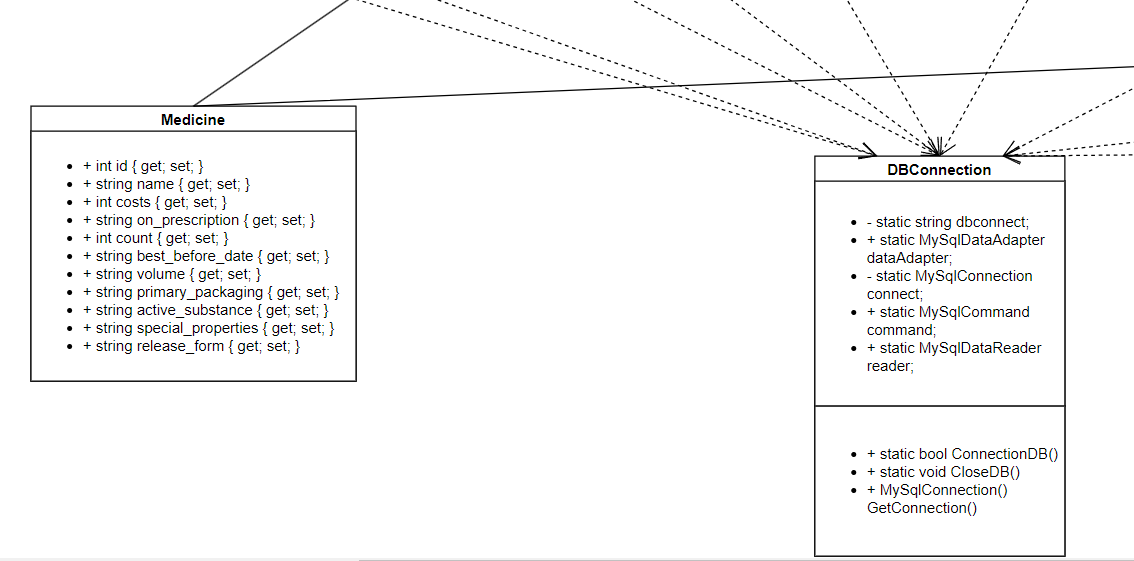 Medicine
+ int id { get; set; }
+ string name { get; set; }
+ int costs { get; set; }
+ string on_prescription { get; set; }
+ int count { get; set; }
+ string best_before_date { get; set; }
+ string volume { get; set; }
+ string primary_packaging { get; set; }
+ string active_substance { get; set; }
+ string special_properties { get; set; }
+ string release_form { get; set; }
DBConnection
- static string dbconnect;
+ static MySqlDataAdapter
dataAdapter;
- static MySqlConnection
connect;
+ static MySqlCommand
command;
+ static MySqlDataReader
reader;
+ static bool ConnectionDB()
+ static void CloseDB()
+ MySqlConnection()
GetConnection()